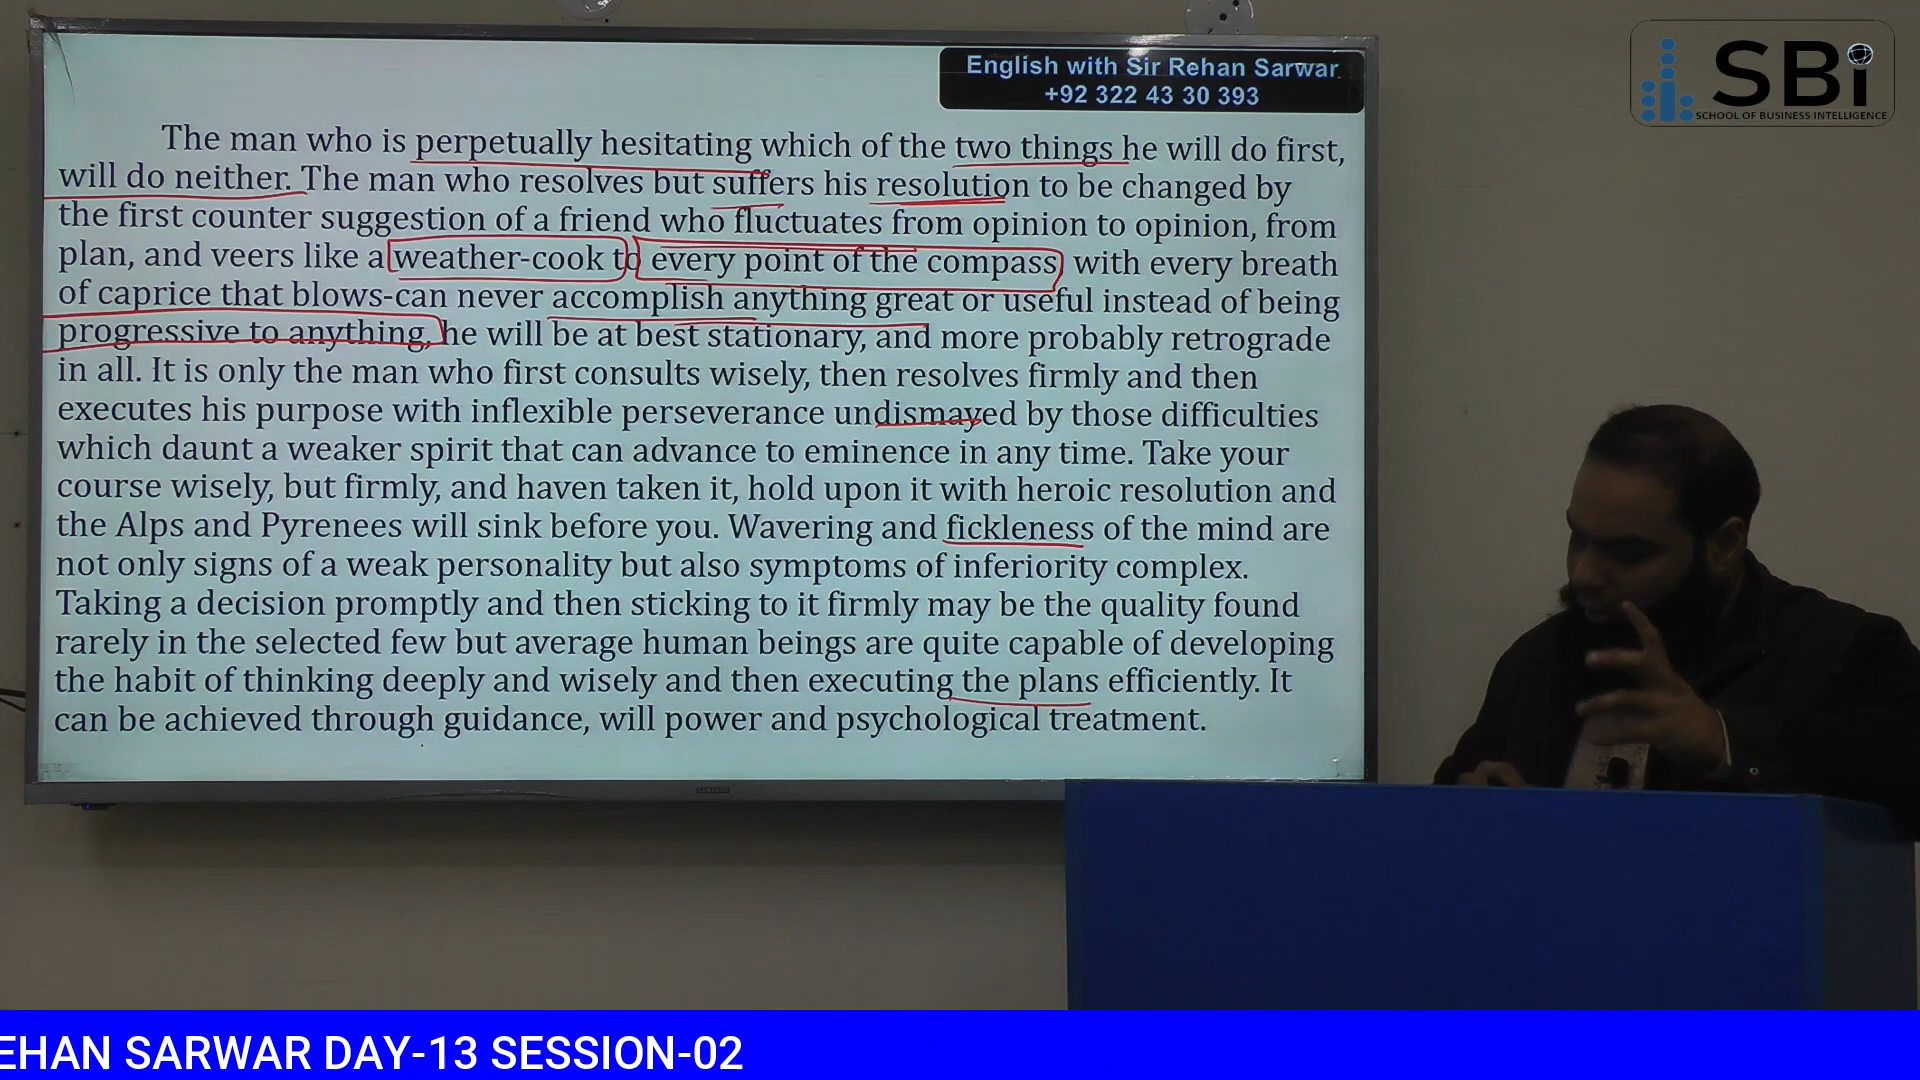 English with Sir Rehan Sarwar
+92 322 43 30 393
SBi
SCHOOL OF BUSINESS INTELLIGENCE
The man who is perpetually hesitating which of the two things he will do first,
will do neither. The man who resolves but suffers his resolution to be changed by
the first counter suggestion of a friend who fluctuates from opinion to opinion, from
plan, and veers like a weather-cook to every point of the compass with every breath
of caprice that blows-can never accomplish anything great or useful instead of being
progressive to anything, he will be at best stationary, and more probably retrograde
in all. It is only the man who first consults wisely, then resolves firmly and then
executes his purpose with inflexible perseverance undismayed by those difficulties
which daunt a weaker spirit that can advance to eminence in any time. Take your
course wisely, but firmly, and haven taken it, hold upon it with heroic resolution and
the Alps and Pyrenees will sink before you. Wavering and fickleness of the mind are
not only signs of a weak personality but also symptoms of inferiority complex.
Taking a decision promptly and then sticking to it firmly may be the quality found
rarely in the selected few but average human beings are quite capable of developing
the habit of thinking deeply and wisely and then executing the plans efficiently. It
can be achieved through guidance, will power and psychological treatment.
SAMSUNG
EHAN SARWAR DAY-13 SESSION-02